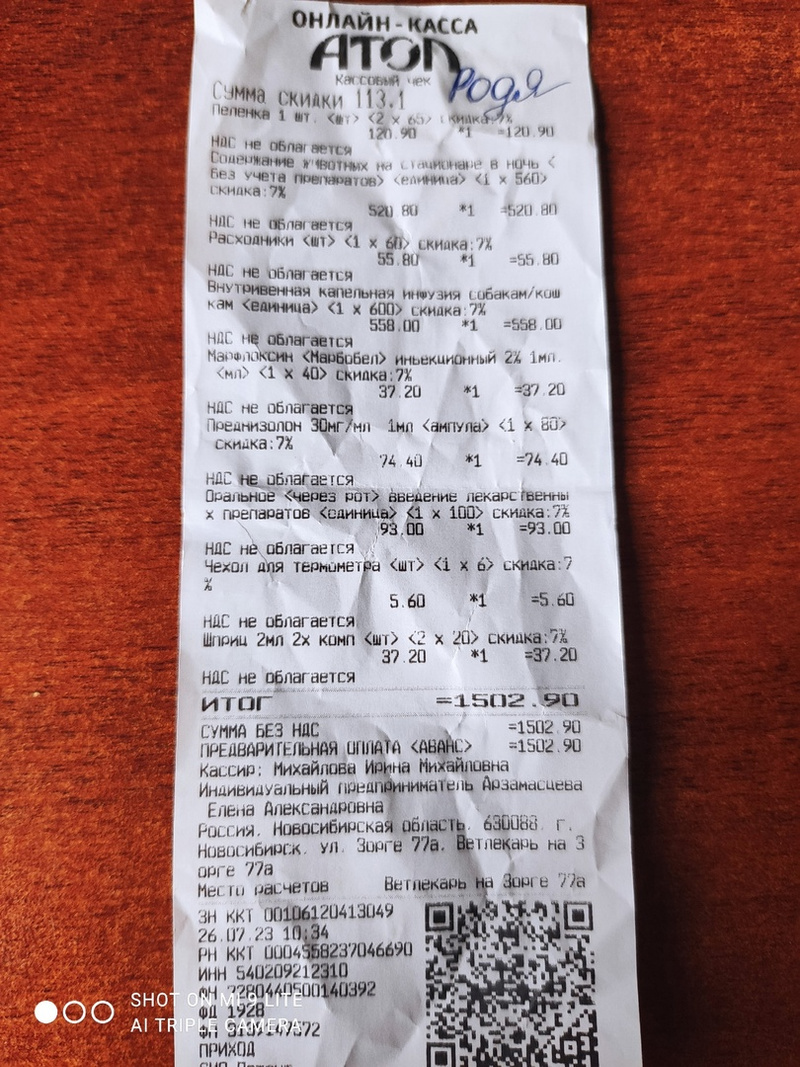 ОНЛАЙН-КАССА
АТОЛ
Кассовый чек
Родя
СУММА СКИДКИ 113.1
Пеленка 1 шт. <шт> <2 x 65> скидка:7%
120.90 *1 =120.90
НДС не облагается
Содержание животных на стационаре в ночь <
без учета препаратов> <единица> <1 x 560>
скидка:7%
520.80 *1 =520.80
НДС не облагается
Расходники <шт> <1 x 60> скидка:7%
55.80 *1 =55.80
НДС не облагается
Внутривенная капельная инфузия собакам/кош
кам <единица> <1 x 600> скидка:7%
558.00 *1 =558.00
НДС не облагается
Марфлоксин <Марбобел> иньекционный 2% 1мл.
<мл> <1 x 40> скидка:7%
37.20 *1 =37.20
НДС не облагается
Преднизолон 30мг/мл 1мл <ампула> <1 x 80>
скидка:7%
74.40 *1 =74.40
НДС не облагается
Оральное <через рот> введение лекарственны
х препаратов <единица> <1 x 100> скидка:7%
93.00 *1 =93.00
НДС не облагается
Чехол для термометра <шт> <1 x 6> скидка:7
%
5.60 *1 =5.60
НДС не облагается
Шприц 2мл 2х комп <шт> <2 x 20> скидка:7%
37.20 *1 =37.20
НДС не облагается
ИТОГ =1502.90
СУММА БЕЗ НДС =1502.90
ПРЕДВАРИТЕЛЬНАЯ ОПЛАТА <АВАНС> =1502.90
Кассир: Михайлова Ирина Михайловна
Индивидуальный предприниматель Арзамасцева
Елена Александровна
Россия, Новосибирская область, 630088, г.
Новосибирск, ул. Зорге 77а, Ветлекарь на З
орге 77а
Место расчетов Ветлекарь на Зорге 77а
ЗН ККТ 00106120413049
26.07.23 10:34
РН ККТ 0004558237046690
ИНН 540209212310
ФН 7280440500140392
ФД 1928
ПРИХОД
SHOT ON MI 9 LITE
AI TRIPLE CAMERA